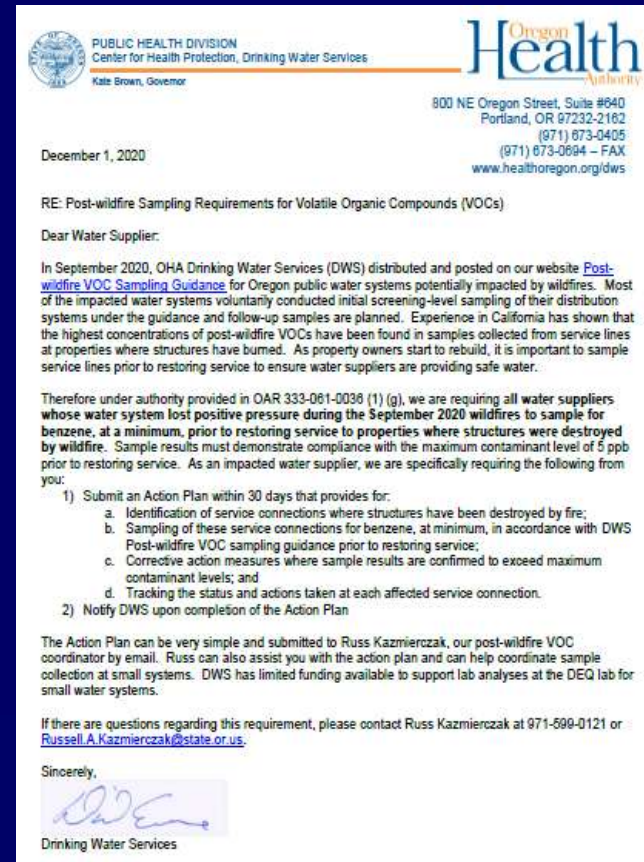 PUBLIC HEALTH DIVISION
Center for Health Protection, Drinking Water Services
Kate Brown, Governor
Oregon
Health
Authority
800 NE Oregon Street, Suite #640
Portland, OR 97232-2162
(971) 673-0405
(971) 673-0694 – FAX
www.healthoregon.org/dws
December 1, 2020
RE: Post-wildfire Sampling Requirements for Volatile Organic Compounds (VOCs)
Dear Water Supplier:
In September 2020, OHA Drinking Water Services (DWS) distributed and posted on our website Post-
wildfire VOC Sampling Guidance for Oregon public water systems potentially impacted by wildfires. Most
of the impacted water systems voluntarily conducted initial screening-level sampling of their distribution
systems under the guidance and follow-up samples are planned. Experience in California has shown that
the highest concentrations of post-wildfire VOCs have been found in samples collected from service lines
at properties where structures have burned. As property owners start to rebuild, it is important to sample
service lines prior to restoring service to ensure water suppliers are providing safe water.
Therefore under authority provided in OAR 333-061-0036 (1) (g), we are requiring all water suppliers
whose water system lost positive pressure during the September 2020 wildfires to sample for
benzene, at a minimum, prior to restoring service to properties where structures were destroyed
by wildfire. Sample results must demonstrate compliance with the maximum contaminant level of 5 ppb
prior to restoring service. As an impacted water supplier, we are specifically requiring the following from
you:
1) Submit an Action Plan within 30 days that provides for:
a. Identification of service connections where structures have been destroyed by fire;
b. Sampling of these service connections for benzene, at minimum, in accordance with DWS
Post-wildfire VOC sampling guidance prior to restoring service;
c. Corrective action measures where sample results are confirmed to exceed maximum
contaminant levels; and
d. Tracking the status and actions taken at each affected service connection.
2) Notify DWS upon completion of the Action Plan
The Action Plan can be very simple and submitted to Russ Kazmierczak, our post-wildfire VOC
coordinator by email. Russ can also assist you with the action plan and can help coordinate sample
collection at small systems. DWS has limited funding available to support lab analyses at the DEQ lab for
small water systems.
If there are questions regarding this requirement, please contact Russ Kazmierczak at 971-599-0121 or
Russell.A.Kazmierczak@state.or.us.
Sincerely,
Drinking Water Services